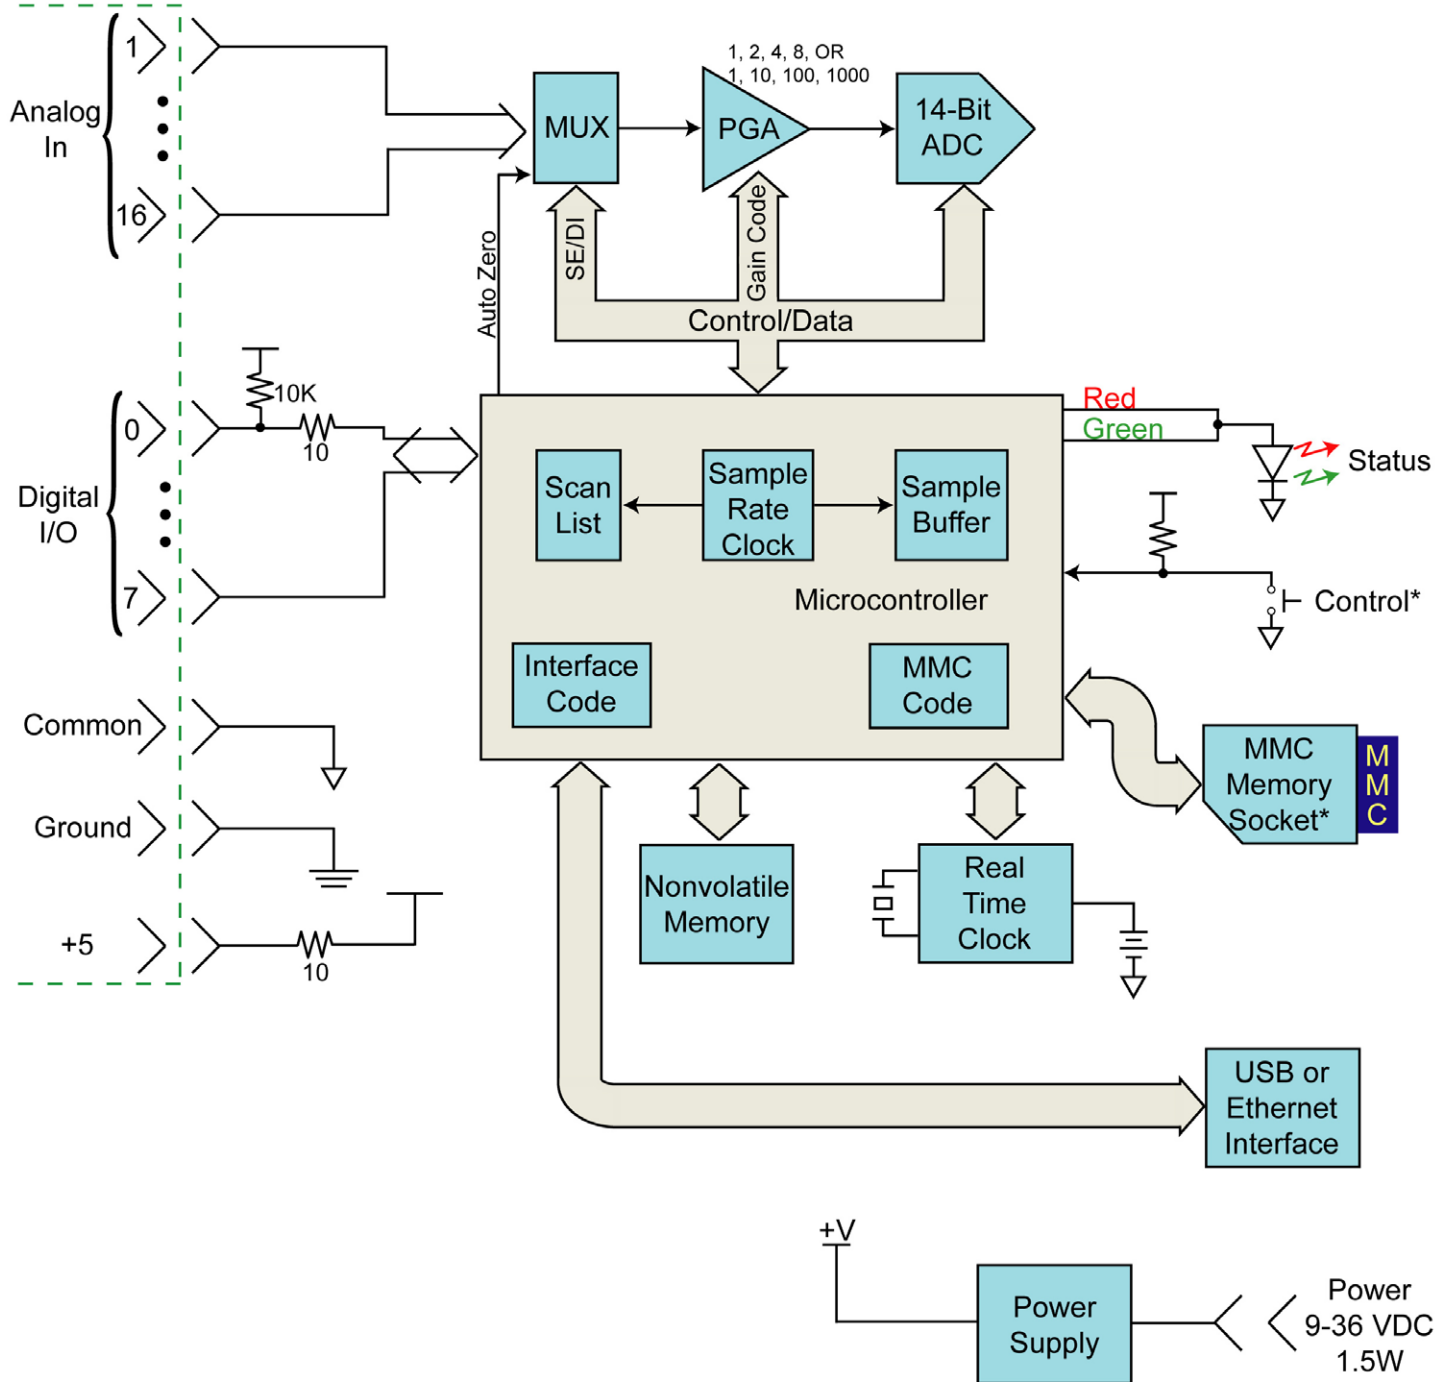 1, 2, 4, 8, OR
1, 10, 100, 1000
1
Analog
In
16
MUX
PGA
14-Bit
ADC
SE/DI
Gain Code
Auto Zero
Control/Data
10K
0
10
Digital
I/O
7
Red
Green
Status
Scan
List
Sample
Rate
Clock
Sample
Buffer
Microcontroller
Control*
Interface
Code
MMC
Code
Common
MMC
Memory
Socket*
M
M
C
Ground
Nonvolatile
Memory
Real
Time
Clock
+5
10
USB or
Ethernet
Interface
+V
Power
Supply
Power
9-36 VDC
1.5W